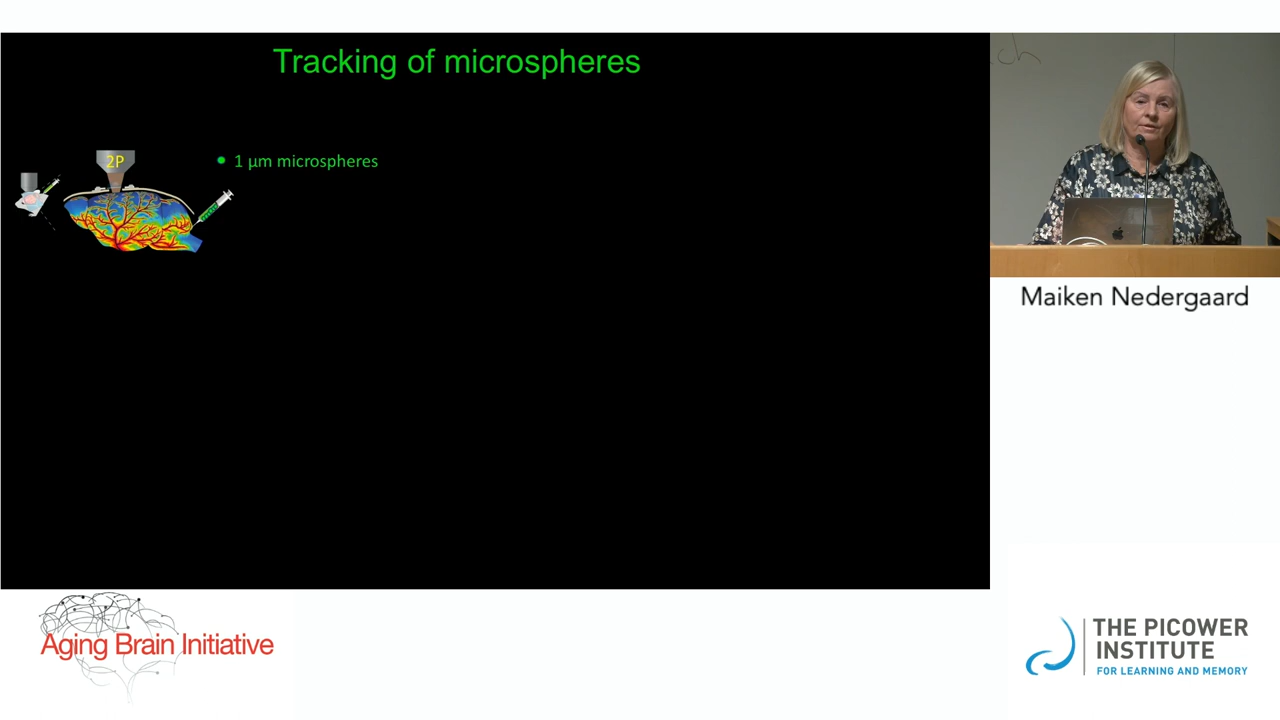 Tracking of microspheres
2P
1 µm microspheres
ch
Maiken Nedergaard
Aging Brain Initiative
THE PICOWER
INSTITUTE
FOR LEARNING AND MEMORY